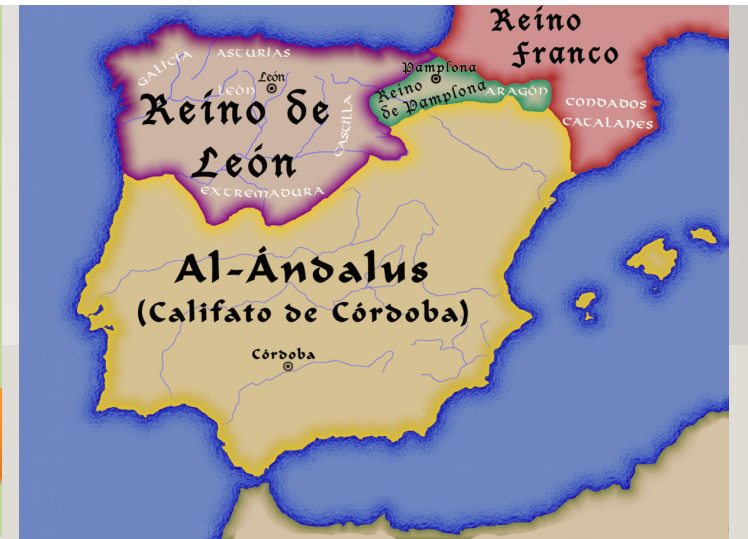 Reino
Franco
GALICIA
ASTURIAS
León
LEÓN
Reino de
León
CASTILLA
EXTREMADURA
Pamplona
Reino
de Pamplona
ARAGÓN
CONDADOS
CATALANES
Al-Ándalus
(Califato de Córdoba)
Córdoba